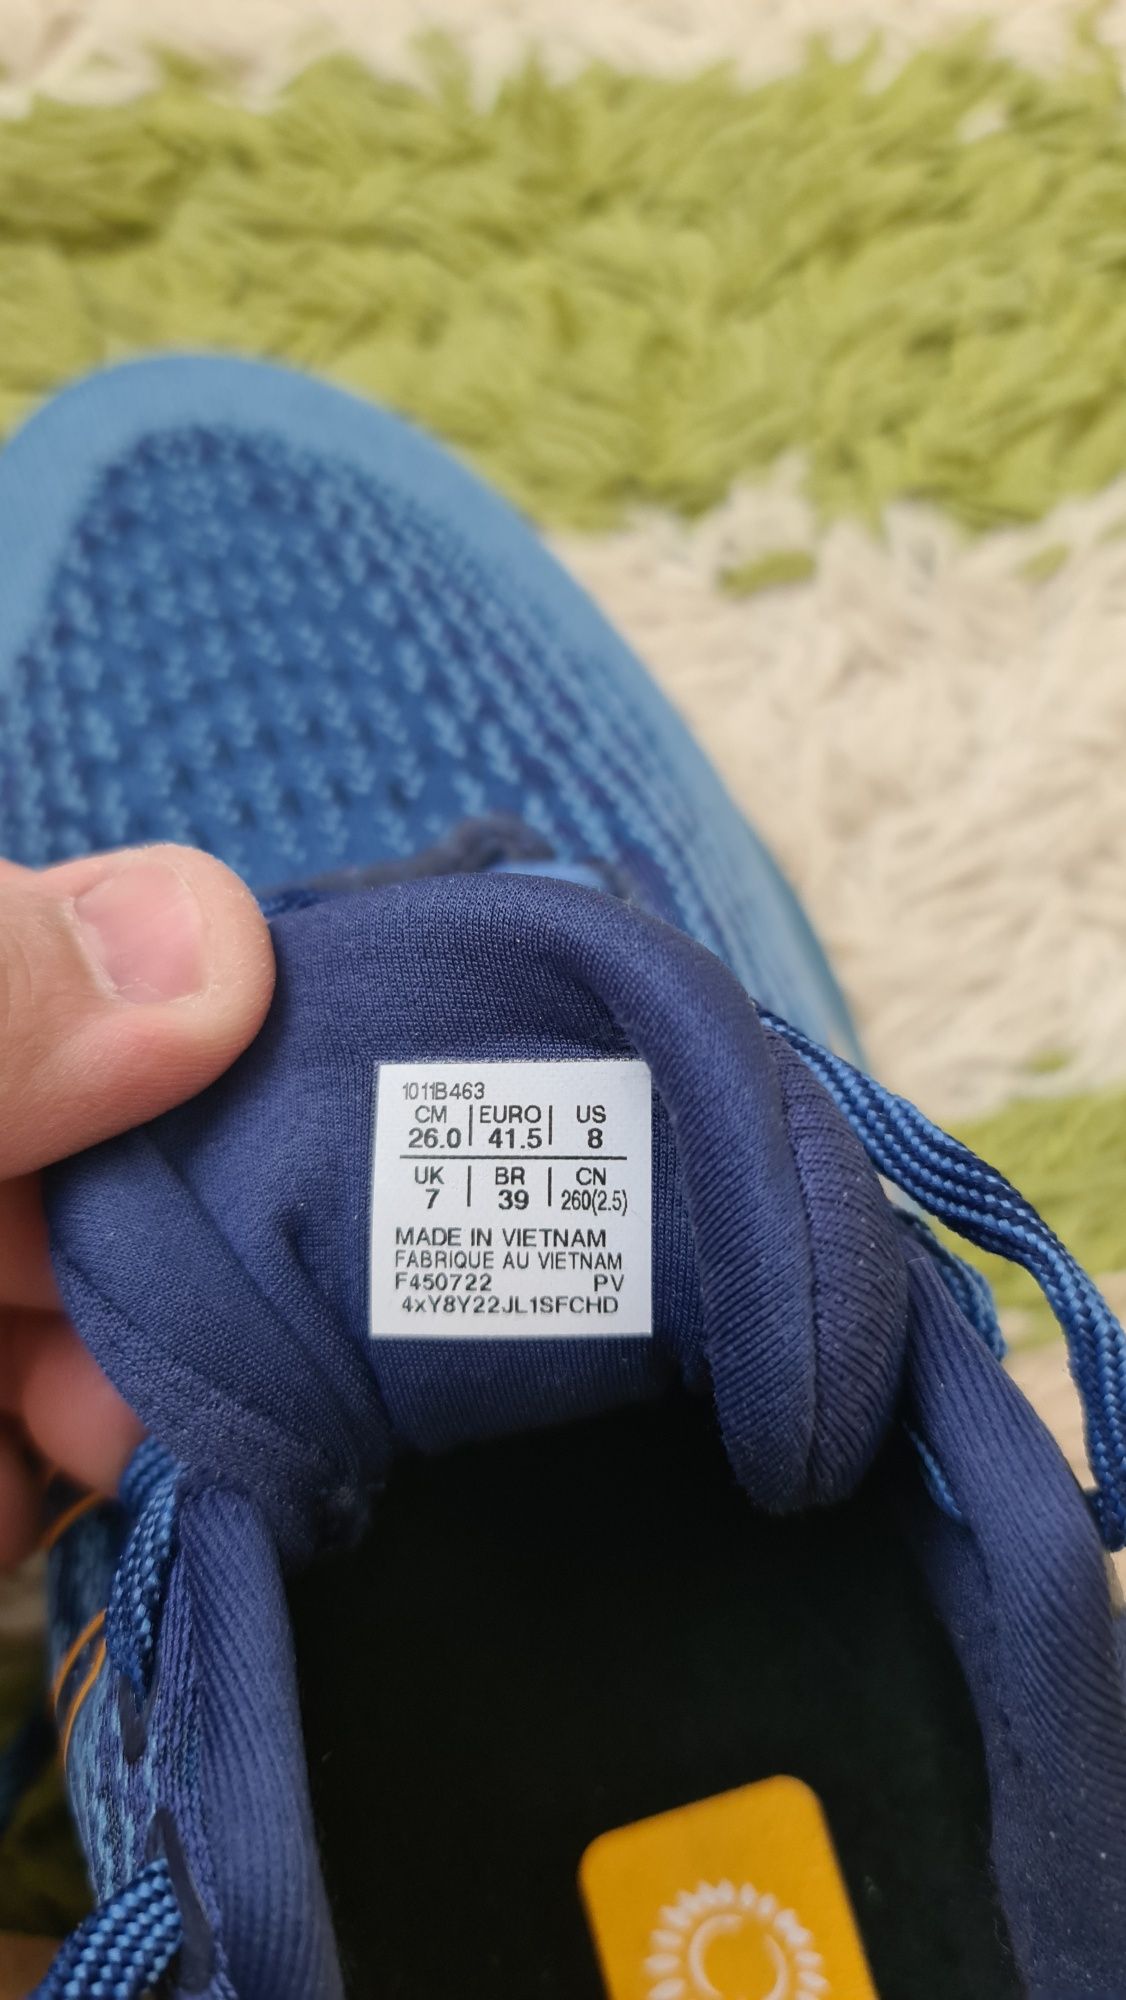 1011B463
CM | EURO | US
26.0 | 41.5 | 8
UK | BR | CN
7 | 39 | 260(2.5)
MADE IN VIETNAM
FABRIQUE AU VIETNAM
F450722 PV
4xY8Y22JL1SFCHD